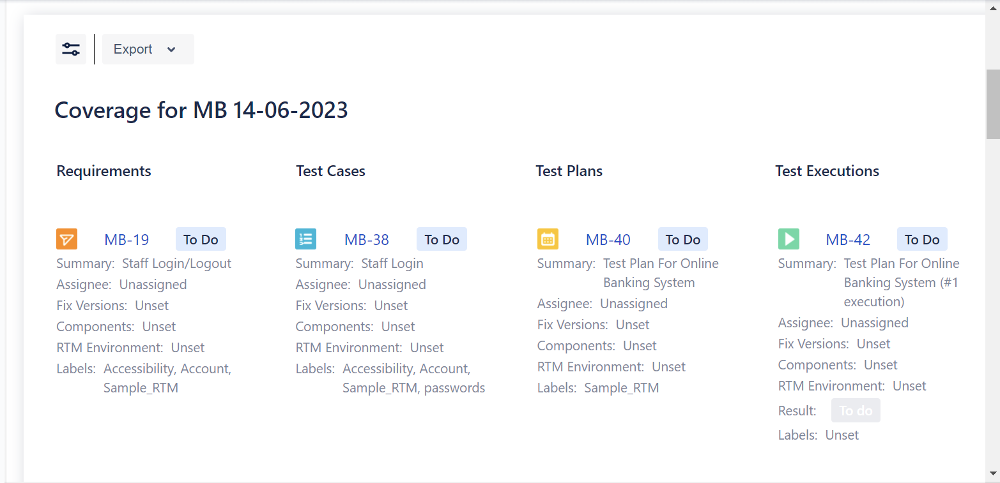 Export
Coverage for MB 14-06-2023
Requirements
MB-19 To Do
Summary: Staff Login/Logout
Assignee: Unassigned
Fix Versions: Unset
Components: Unset
RTM Environment: Unset
Labels: Accessibility, Account,
Sample_RTM
Test Cases
MB-38 To Do
Summary: Staff Login
Assignee: Unassigned
Fix Versions: Unset
Components: Unset
RTM Environment: Unset
Labels: Accessibility, Account,
Sample_RTM, passwords
Test Plans
MB-40 To Do
Summary: Test Plan For Online
Banking System
Assignee: Unassigned
Fix Versions: Unset
Components: Unset
RTM Environment: Unset
Labels: Sample_RTM
Test Executions
MB-42 To Do
Summary: Test Plan For Online
Banking System (#1
execution)
Assignee: Unassigned
Fix Versions: Unset
Components: Unset
RTM Environment: Unset
Result: To do
Labels: Unset